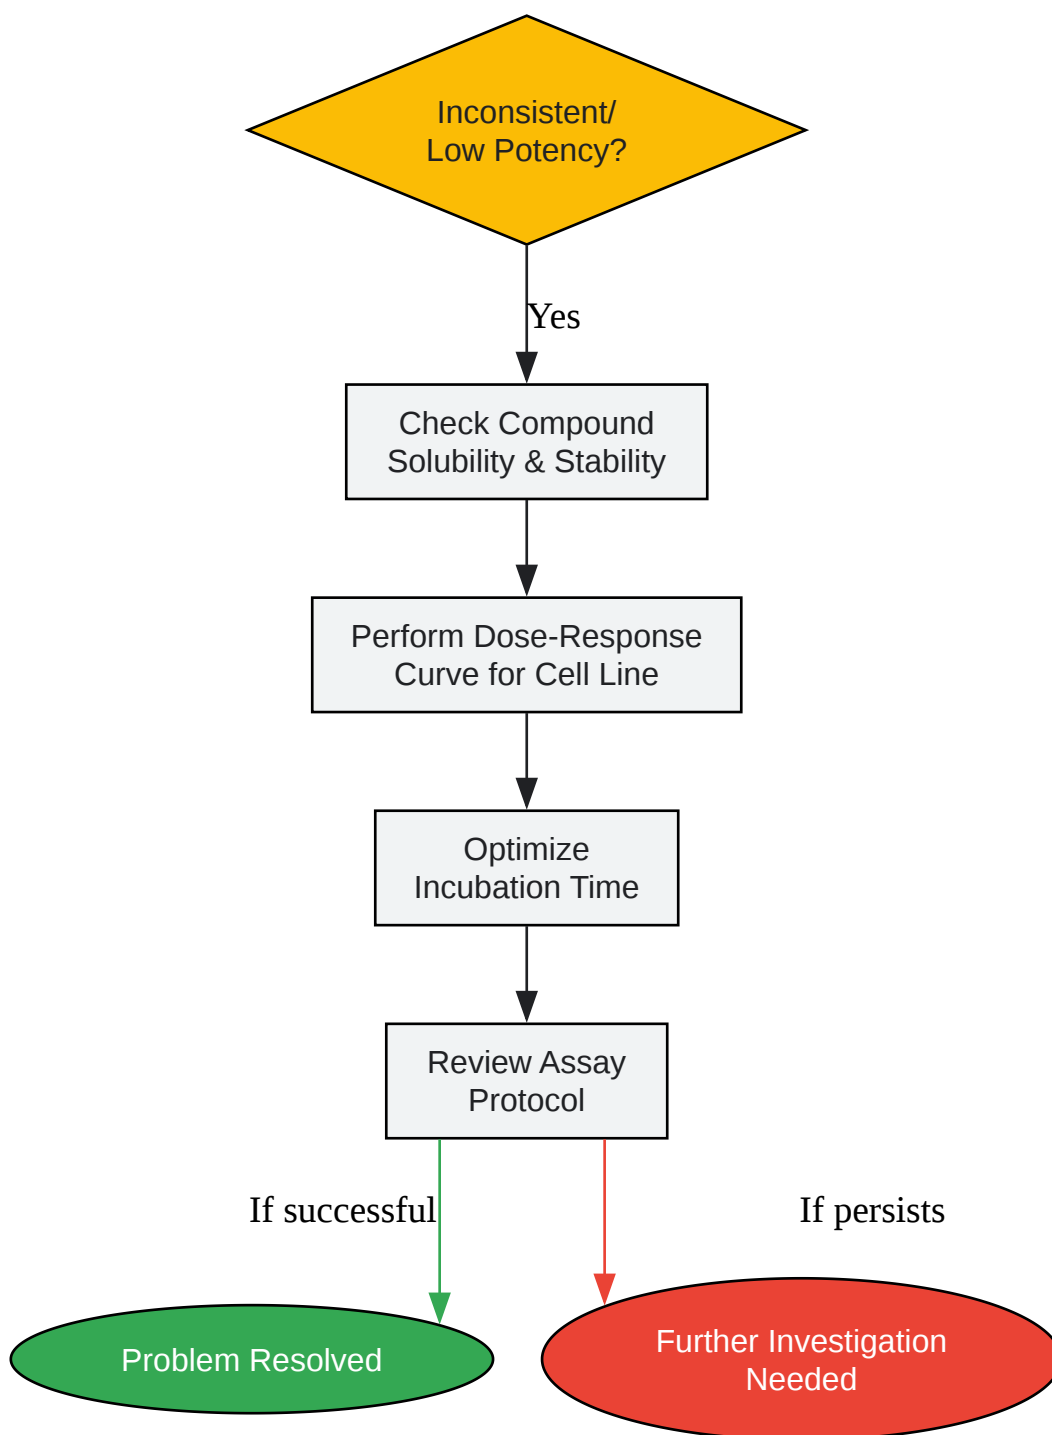 Inconsistent/
Low Potency?
Yes
Check Compound
Solubility & Stability
Perform Dose-Response
Curve for Cell Line
Optimize
Incubation Time
Review Assay
Protocol
If successful
If persists
Problem Resolved
Further Investigation
Needed